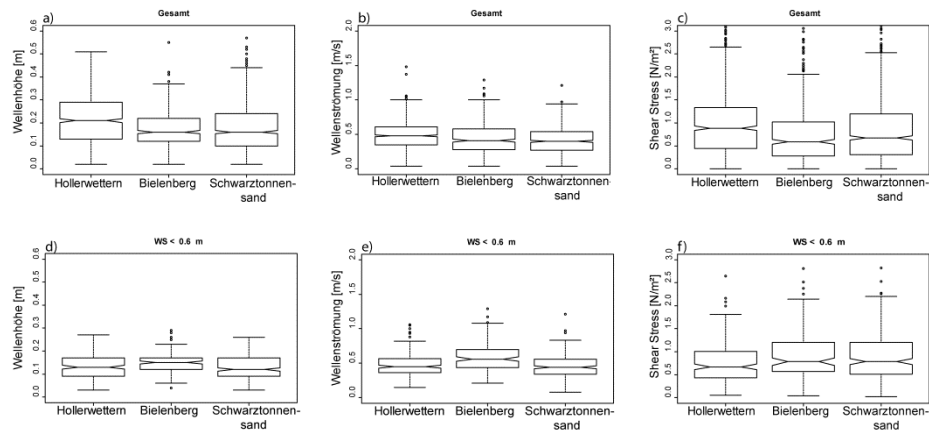 a)
Gesamt
Wellenhöhe [m]
0.0 0.1 0.2 0.3 0.4 0.5 0.6
Hollerwettern Bielenberg Schwarztonnen-
sand
b)
Gesamt
Wellenströmung [m/s]
0.0 0.5 1.0 1.5 2.0
Hollerwettern Bielenberg Schwarztonnen-
sand
c)
Gesamt
Shear Stress [N/m²]
0.0 0.5 1.0 1.5 2.0 2.5 3.0
Hollerwettern Bielenberg Schwarztonnen-
sand
d)
WS < 0.6 m
Wellenhöhe [m]
0.0 0.1 0.2 0.3 0.4 0.5 0.6
Hollerwettern Bielenberg Schwarztonnen-
sand
e)
WS < 0.6 m
Wellenströmung [m/s]
0.0 0.5 1.0 1.5 2.0
Hollerwettern Bielenberg Schwarztonnen-
sand
f)
WS < 0.6 m
Shear Stress [N/m²]
0.0 0.5 1.0 1.5 2.0 2.5 3.0
Hollerwettern Bielenberg Schwarztonnen-
sand